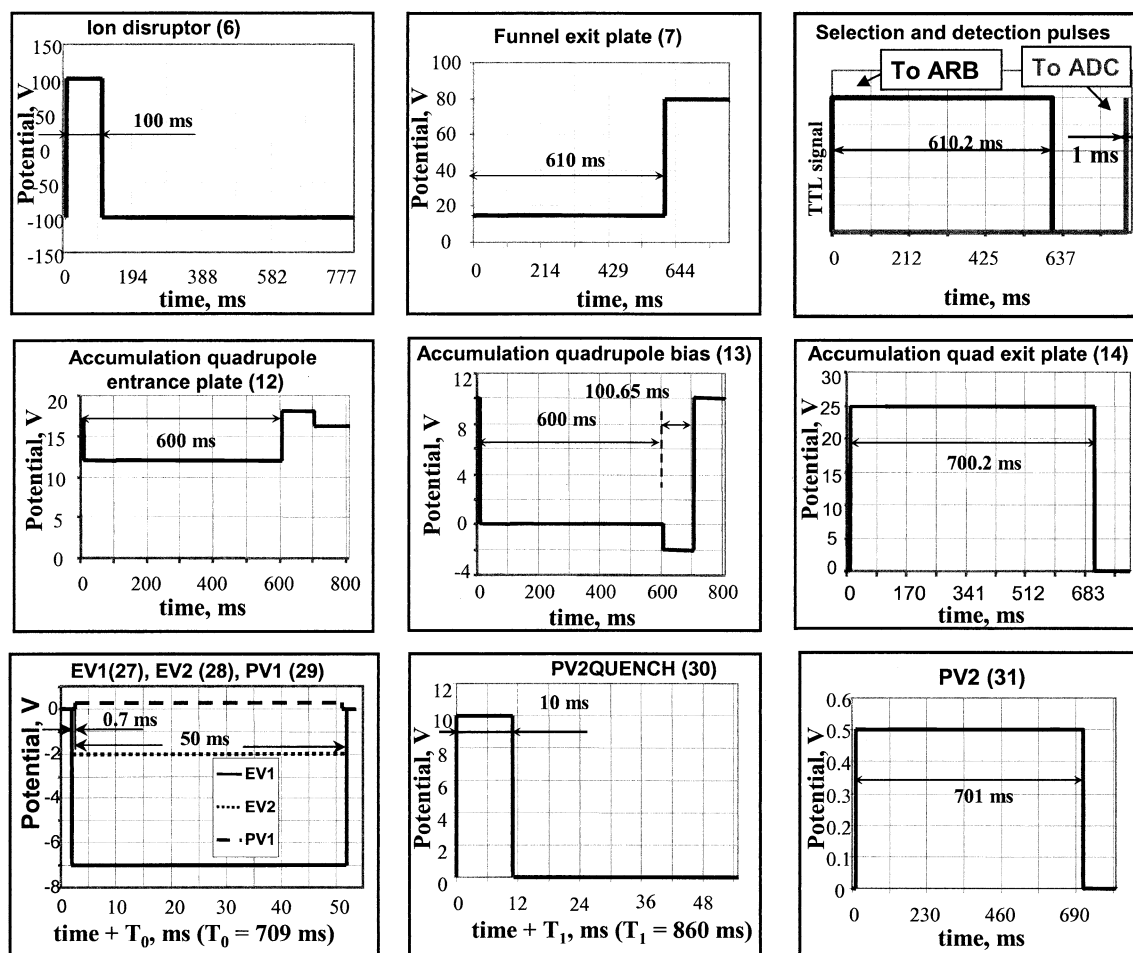 Ion disruptor (6)
150
100
50
0
50
-100
-150
Potential, V
100 ms
0 194 388 582 777
time, ms
Funnel exit plate (7)
100
80
60
40
20
0
Potential, V
610 ms
0 214 429 644
time, ms
Selection and detection pulses
To ARB
To ADC
TTL signal
610.2 ms
1 ms
0 212 425 637
time, ms
Accumulation quadrupole
entrance plate (12)
20
15
10
5
0
Potential, V
600 ms
0 200 400 600 800
time, ms
Accumulation quadrupole bias (13)
12
8
4
0
-4
Potential, V
100.65 ms
600 ms
0 200 400 600 800
time, ms
Accumulation quad exit plate (14)
30
25
20
15
10
5
0
Potential, V
700.2 ms
0 170 341 512 683
time, ms
EV1(27), EV2 (28), PV1 (29)
0
-2
-4
-6
-8
Potential, V
0.7 ms
50 ms
EV1
EV2
PV1
0 10 20 30 40 50
time + T0, ms (T0 = 709 ms)
PV2QUENCH (30)
12
10
8
6
4
2
0
Potential, V
10 ms
0 12 24 36 48
time + T1, ms (T1 = 860 ms)
PV2 (31)
0.6
0.5
0.4
0.3
0.2
0.1
0
Potential, V
701 ms
0 230 460 690
time, ms